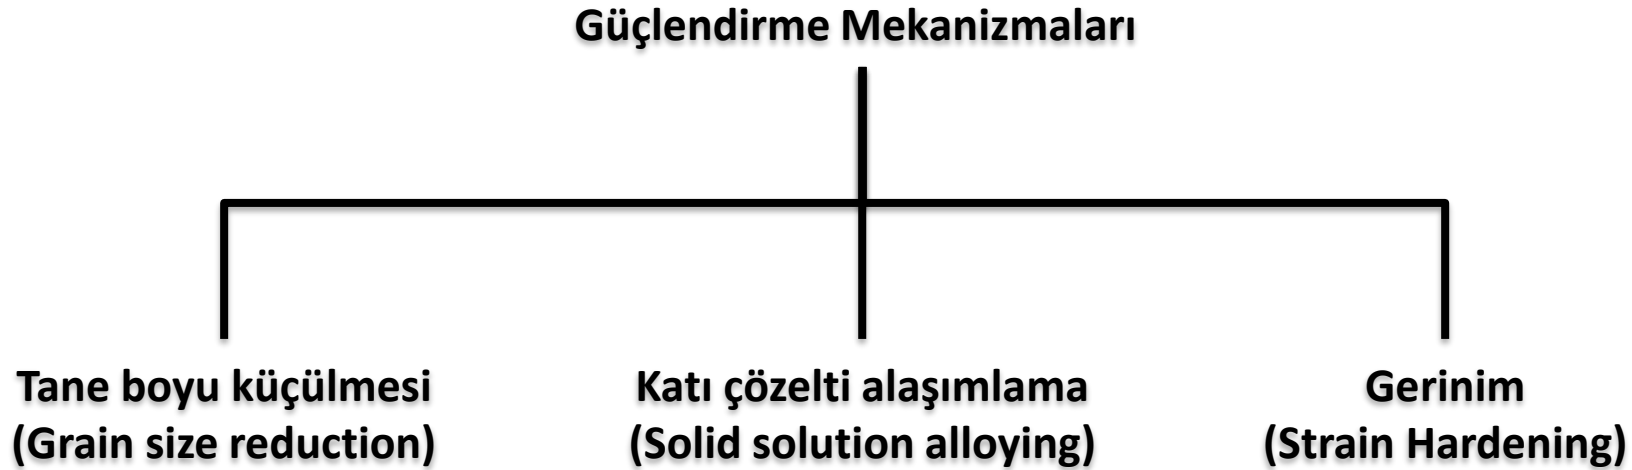 Güçlendirme Mekanizmaları
Tane boyu küçülmesi
(Grain size reduction)
Katı çözelti alaşımlama
(Solid solution alloying)
Gerinim
(Strain Hardening)